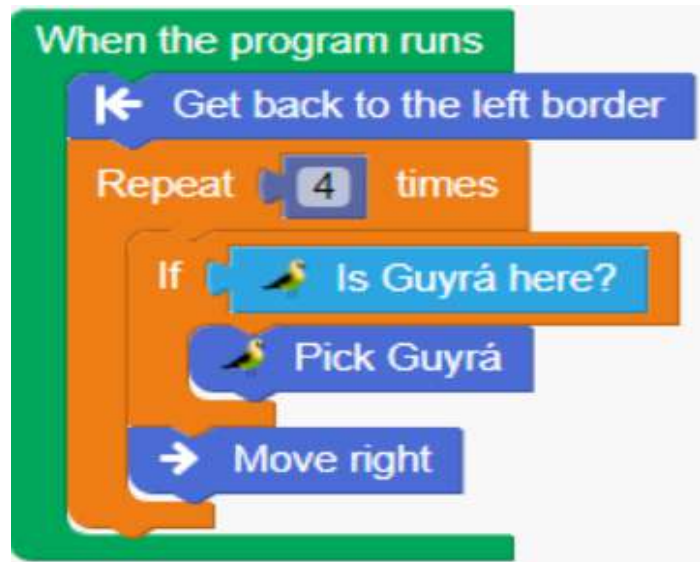 When the program runs
Get back to the left border
Repeat 4 times
If Is Guyrá here?
Pick Guyrá
Move right